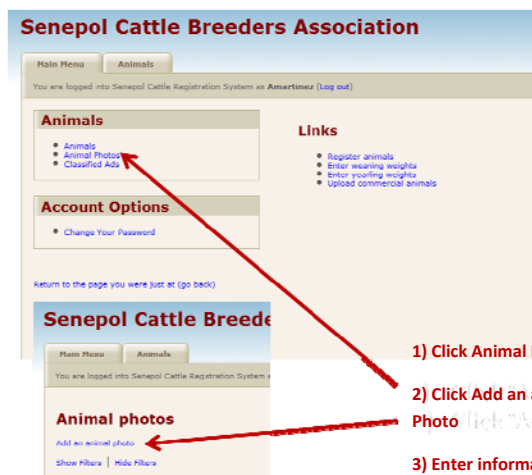 Senepol Cattle Breeders Association
Main Menu Animals
You are logged into Senepol Cattle Registration System as Amartinez (Log out)
Animals
Animals
Animal Photos
Classified Ads
Links
Register animals
Enter weaning weights
Enter yearling weights
Upload commercial animals
Account Options
Change Your Password
Return to the page you were just at (go back)
Senepol Cattle Breede
Main Menu Animals
You are logged into Senepol Cattle Registration System
Animal photos
Add an animal photo
Show Filters | Hide Filters
1) Click Animal
2) Click Add an
Photo
3) Enter informa